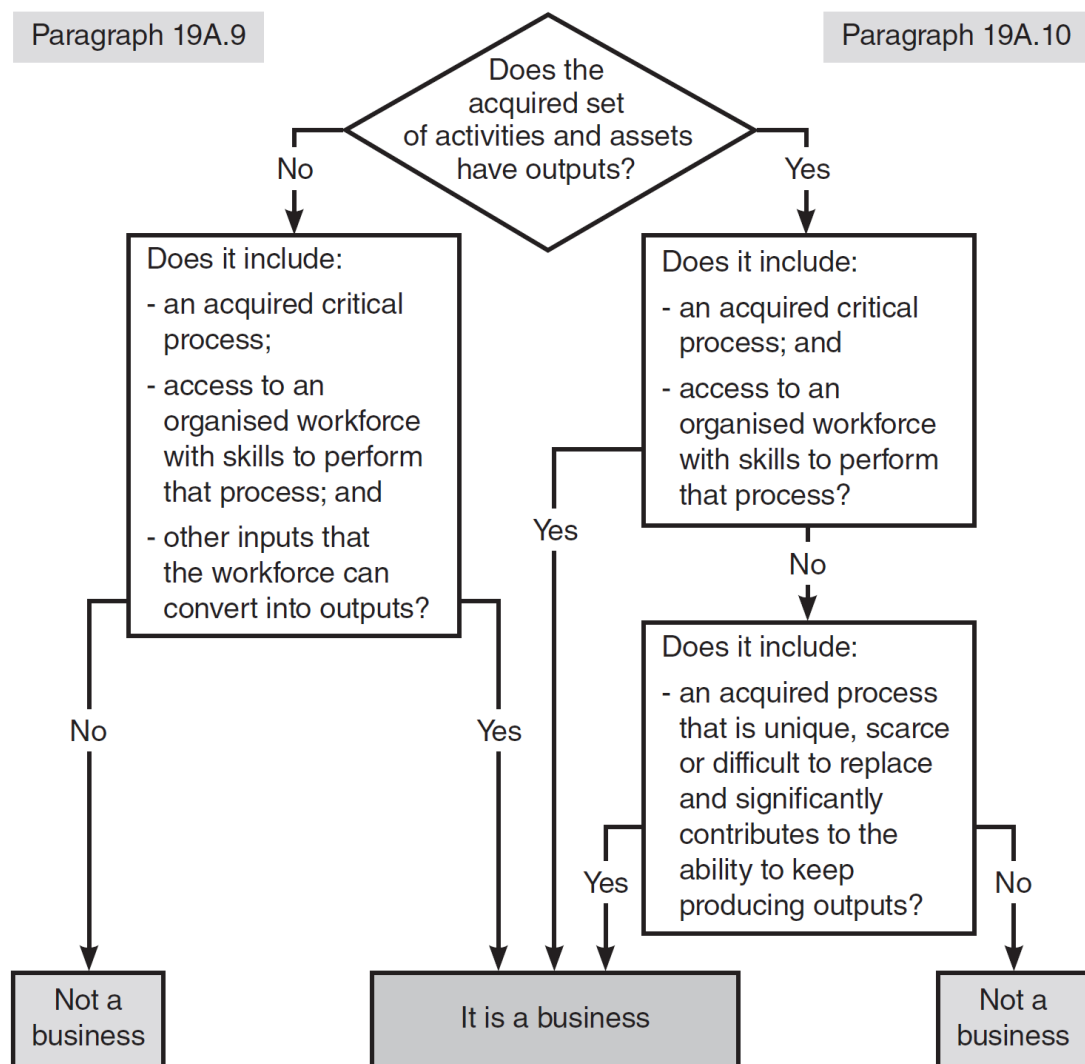 Paragraph 19A.9
Paragraph 19A.10
Does the
acquired set
of activities and assets
have outputs?
No
Yes
Does it include:
- an acquired critical
process;
- access to an
organised workforce
with skills to perform
that process; and
- other inputs that
the workforce can
convert into outputs?
No
Yes
Does it include:
- an acquired critical
process; and
- access to an
organised workforce
with skills to perform
that process?
Yes
No
Does it include:
- an acquired process
that is unique, scarce
or difficult to replace
and significantly
contributes to the
ability to keep
producing outputs?
Yes
No
Not a
business
It is a business
Not a
business